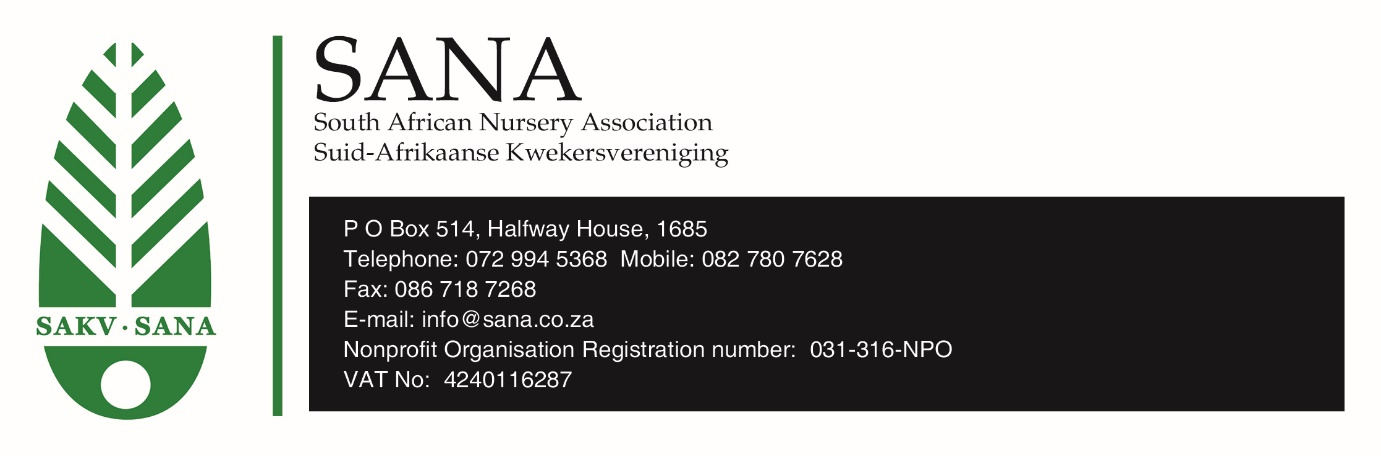 SAKV · SANA
SANA
South African Nursery Association
Suid-Afrikaanse Kwekersvereniging
P O Box 514, Halfway House, 1685
Telephone: 072 994 5368  Mobile: 082 780 7628
Fax: 086 718 7268
E-mail: info@sana.co.za
Nonprofit Organisation Registration number:  031-316-NPO
VAT No:  4240116287